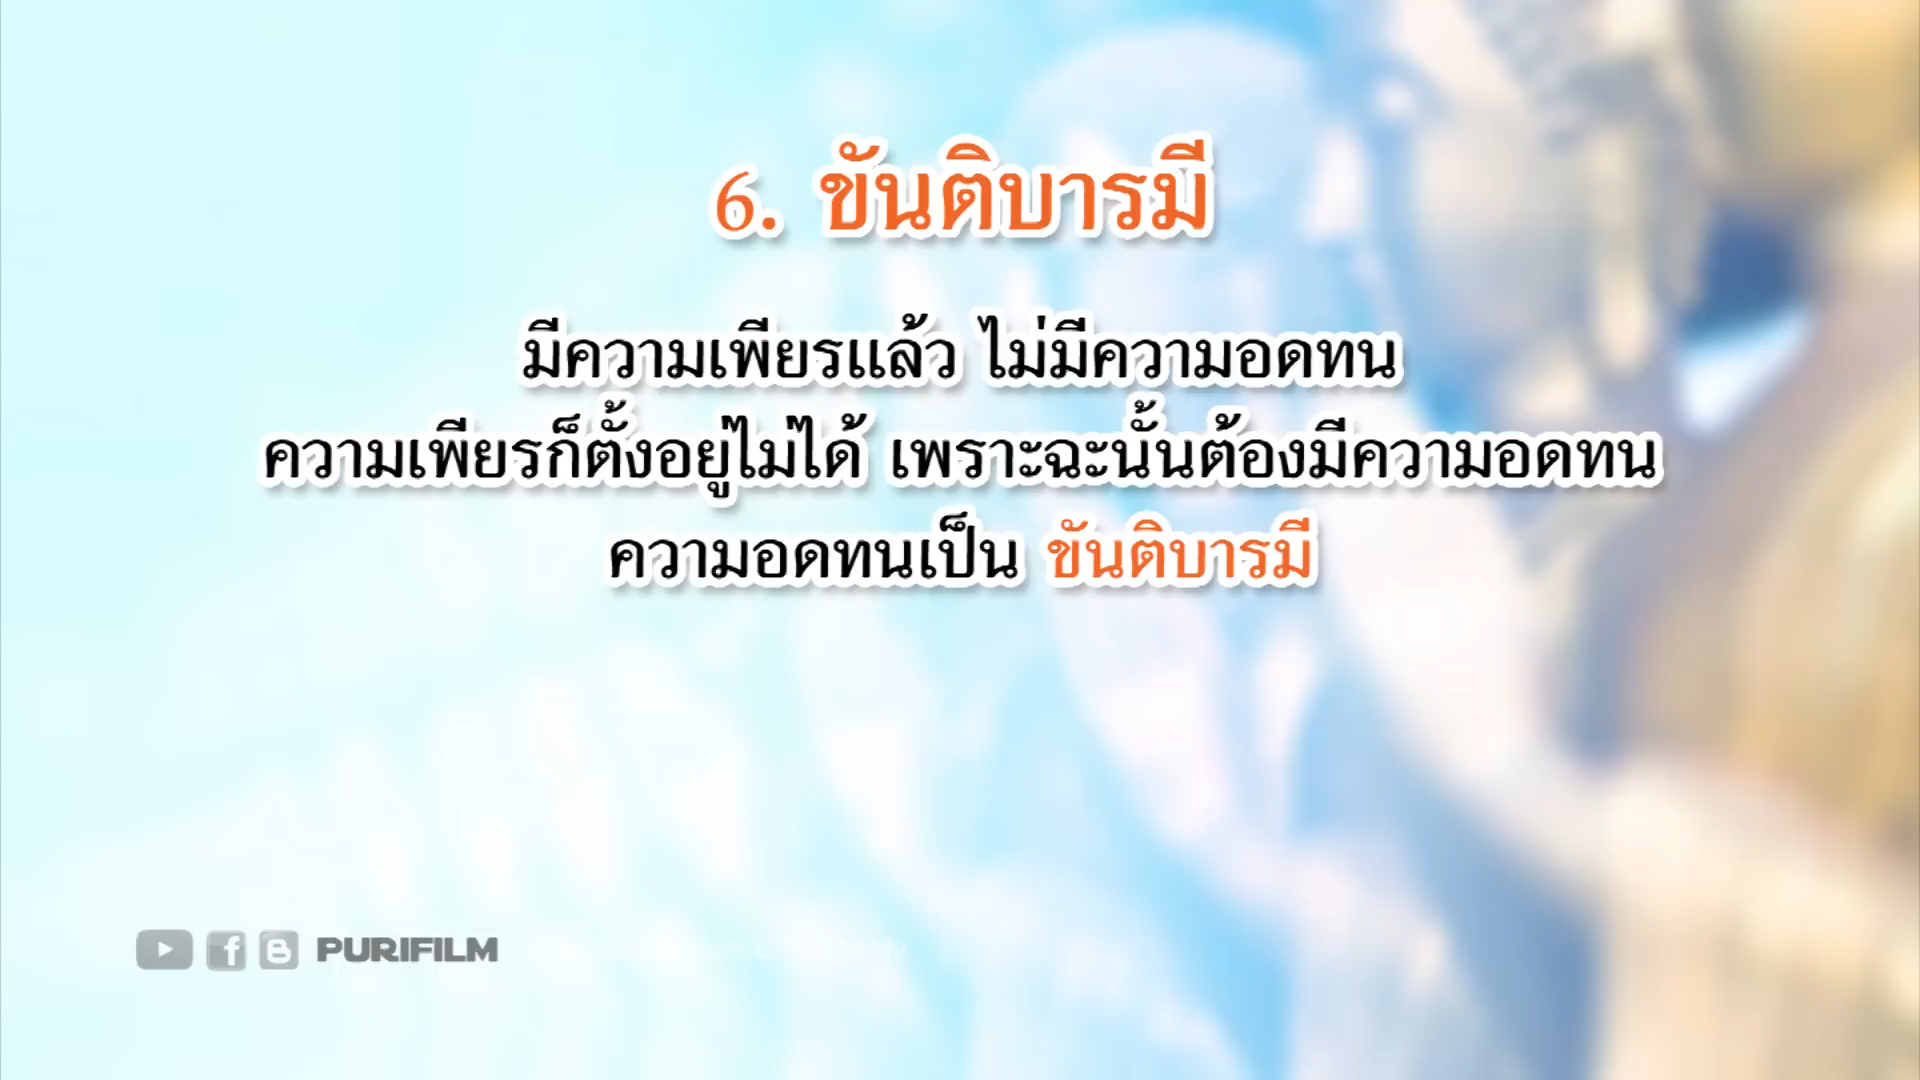 6. ขันติบารมี
มีความเพียรแล้ว ไม่มีความอดทน
ความเพียรก็ตั้งอยู่ไม่ได้ เพราะฉะนั้นต้องมีความอดทน
ความอดทนเป็น ขันติบารมี
PURIFILM